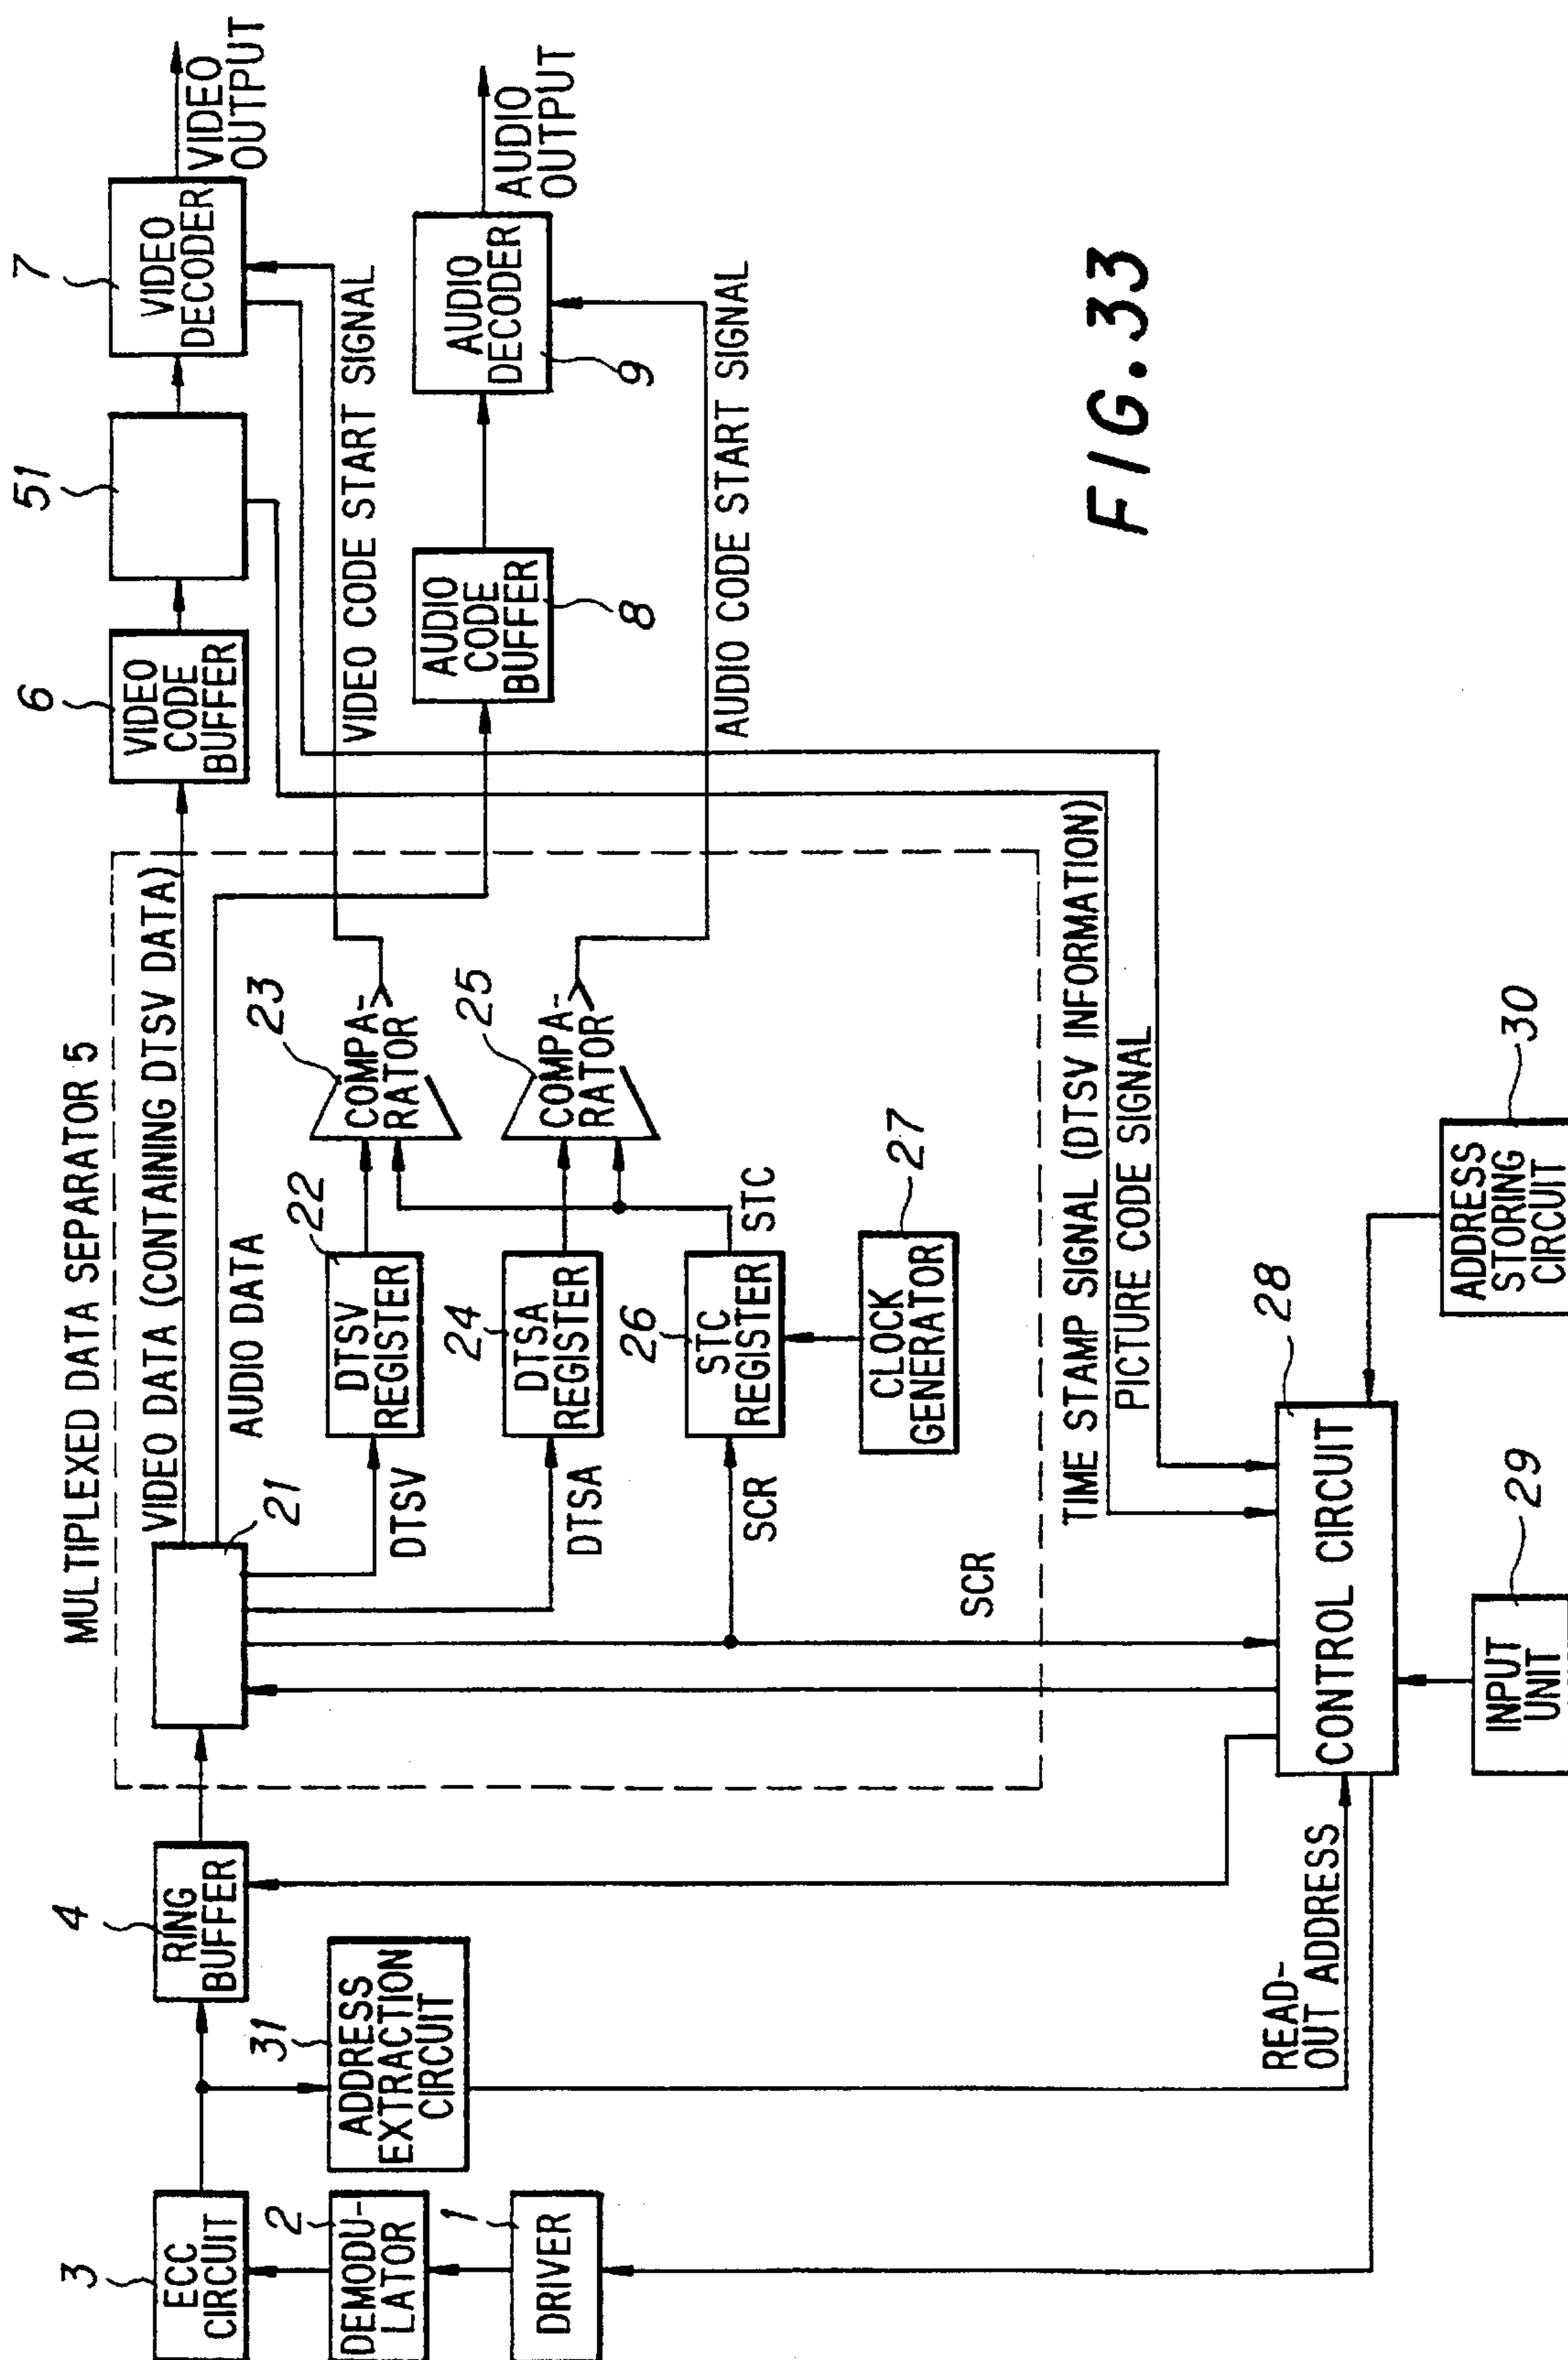 3
ECC
CIRCUIT
2
DEMODU-
LATOR
1
DRIVER
31
ADDRESS
EXTRACTION
CIRCUIT
4
RING
BUFFER
READ-
OUT ADDRESS
MULTIPLEXED DATA SEPARATOR 5
21
VIDEO DATA (CONTAINING DTSV DATA)
AUDIO DATA
DTSV
DTSV
REGISTER
22
COMPA-
RATOR
23
DTSA
DTSA
REGISTER
24
COMPA-
RATOR
25
SCR
STC
REGISTER
26
STC
CLOCK
GENERATOR
27
SCR
TIME STAMP SIGNAL (DTSV INFORMATION)
PICTURE CODE SIGNAL
CONTROL CIRCUIT
28
INPUT
UNIT
29
ADDRESS
STORING
CIRCUIT
30
6
VIDEO
CODE
BUFFER
51
7
VIDEO
DECODER
VIDEO
OUTPUT
VIDEO CODE START SIGNAL
AUDIO
CODE
BUFFER
8
AUDIO
DECODER
9
AUDIO
OUTPUT
AUDIO CODE START SIGNAL
FIG.33